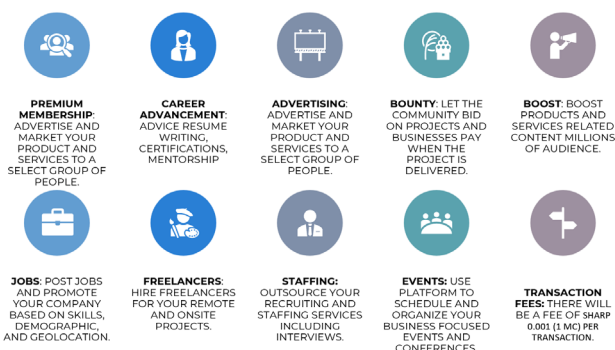 PREMIUM
MEMBERSHIP:
ADVERTISE AND
MARKET YOUR
PRODUCT AND
SERVICES TO A
SELECT GROUP OF
PEOPLE.
CAREER
ADVANCEMENT:
ADVICE RESUME
WRITING,
CERTIFICATIONS,
MENTORSHIP
ADVERTISING:
ADVERTISE AND
MARKET YOUR
PRODUCT AND
SERVICES TO A
SELECT GROUP OF
PEOPLE.
BOUNTY: LET THE
COMMUNITY BID
ON PROJECTS AND
BUSINESSES PAY
WHEN THE
PROJECT IS
DELIVERED.
BOOST: BOOST
PRODUCTS AND
SERVICES RELATED
CONTENT MILLIONS
OF AUDIENCE.
JOBS: POST JOBS
AND PROMOTE
YOUR COMPANY
BASED ON SKILLS,
DEMOGRAPHIC,
AND GEOLOCATION.
FREELANCERS:
HIRE FREELANCERS
FOR YOUR REMOTE
AND ONSITE
PROJECTS.
STAFFING:
OUTSOURCE YOUR
RECRUITING AND
STAFFING SERVICES
INCLUDING
INTERVIEWS.
EVENTS: USE
PLATFORM TO
SCHEDULE AND
ORGANIZE YOUR
BUSINESS FOCUSED
EVENTS AND
CONFERENCES
TRANSACTION
FEES: THERE WILL
BE A FEE OF SHARP
0.001 (1 MC) PER
TRANSACTION.